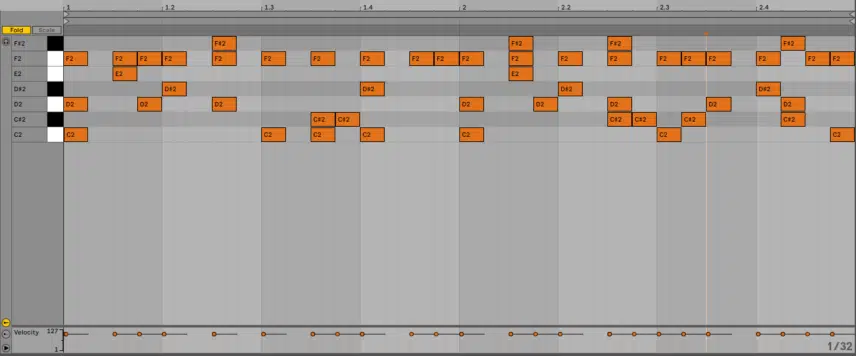 1 1.2 1.3 1.4 2 2.2 2.3 2.4
Fold Scale
F#2 F#2 F#2 F#2 F#2
F2 F2 F2 F2 F2 F2 F2 F2 F2 F2 F2 F2 F2 F2 F2 F2 F2 F2 F2 F2 F2 F2
E2 E2 E2
D#2 D#2 D#2 D#2 D#2
D2 D2 D2 D2 D2 D2 D2 D2 D2
C#2 C#2 C#2 C#2 C#2 C#2 C#2
C2 C2 C2 C2 C2 C2 C2 C2
Velocity 127
1
1/32